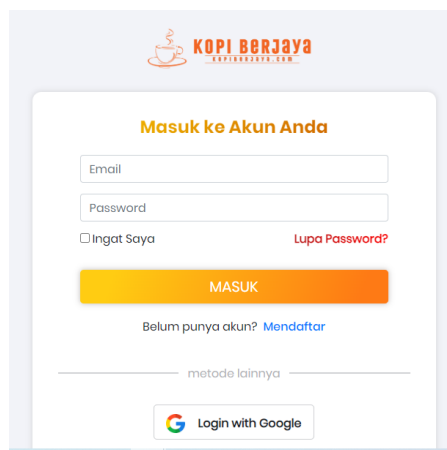 KOPI BERJAYA
KOPIBERJAYA.COM
Masuk ke Akun Anda
Email
Password
Ingat Saya Lupa Password?
MASUK
Belum punya akun? Mendaftar
metode lainnya
Login with Google